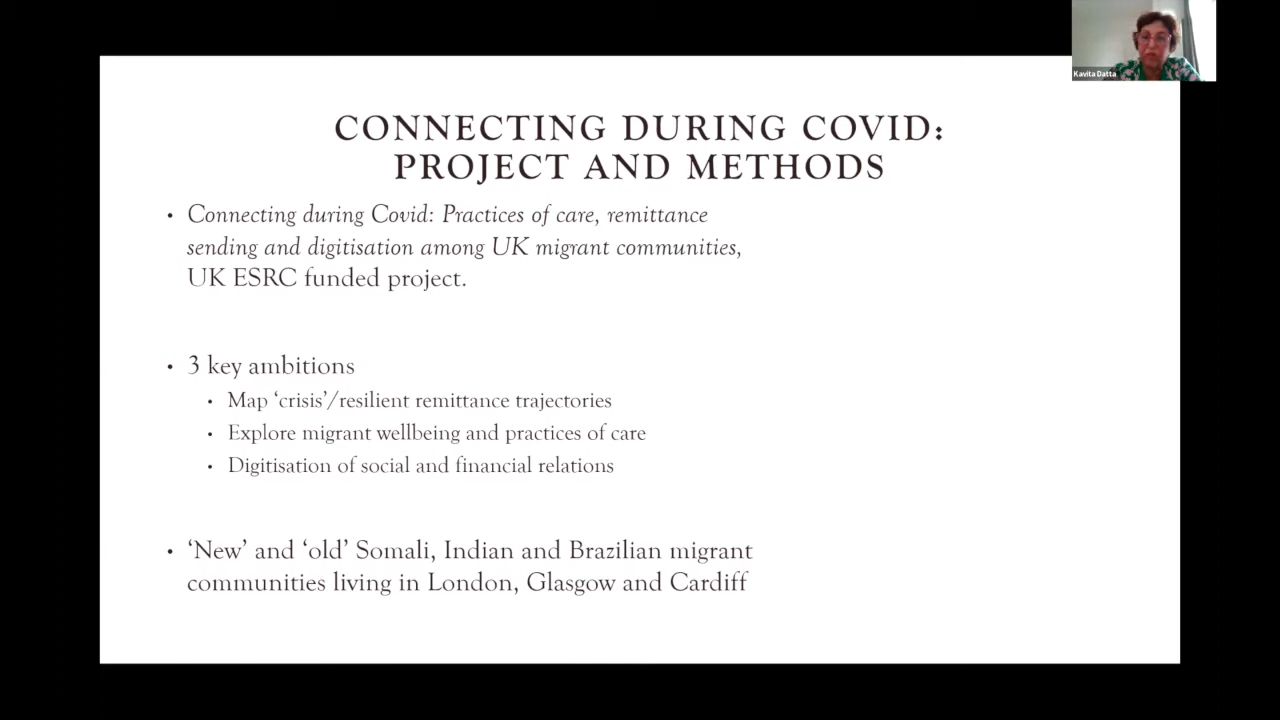 Kavita Datta
CONNECTING DURING COVID:
PROJECT AND METHODS
• Connecting during Covid: Practices of care, remittance
sending and digitisation among UK migrant communities,
UK ESRC funded project.
• 3 key ambitions
• Map ‘crisis’/resilient remittance trajectories
• Explore migrant wellbeing and practices of care
• Digitisation of social and financial relations
• ‘New’ and ‘old’ Somali, Indian and Brazilian migrant
communities living in London, Glasgow and Cardiff